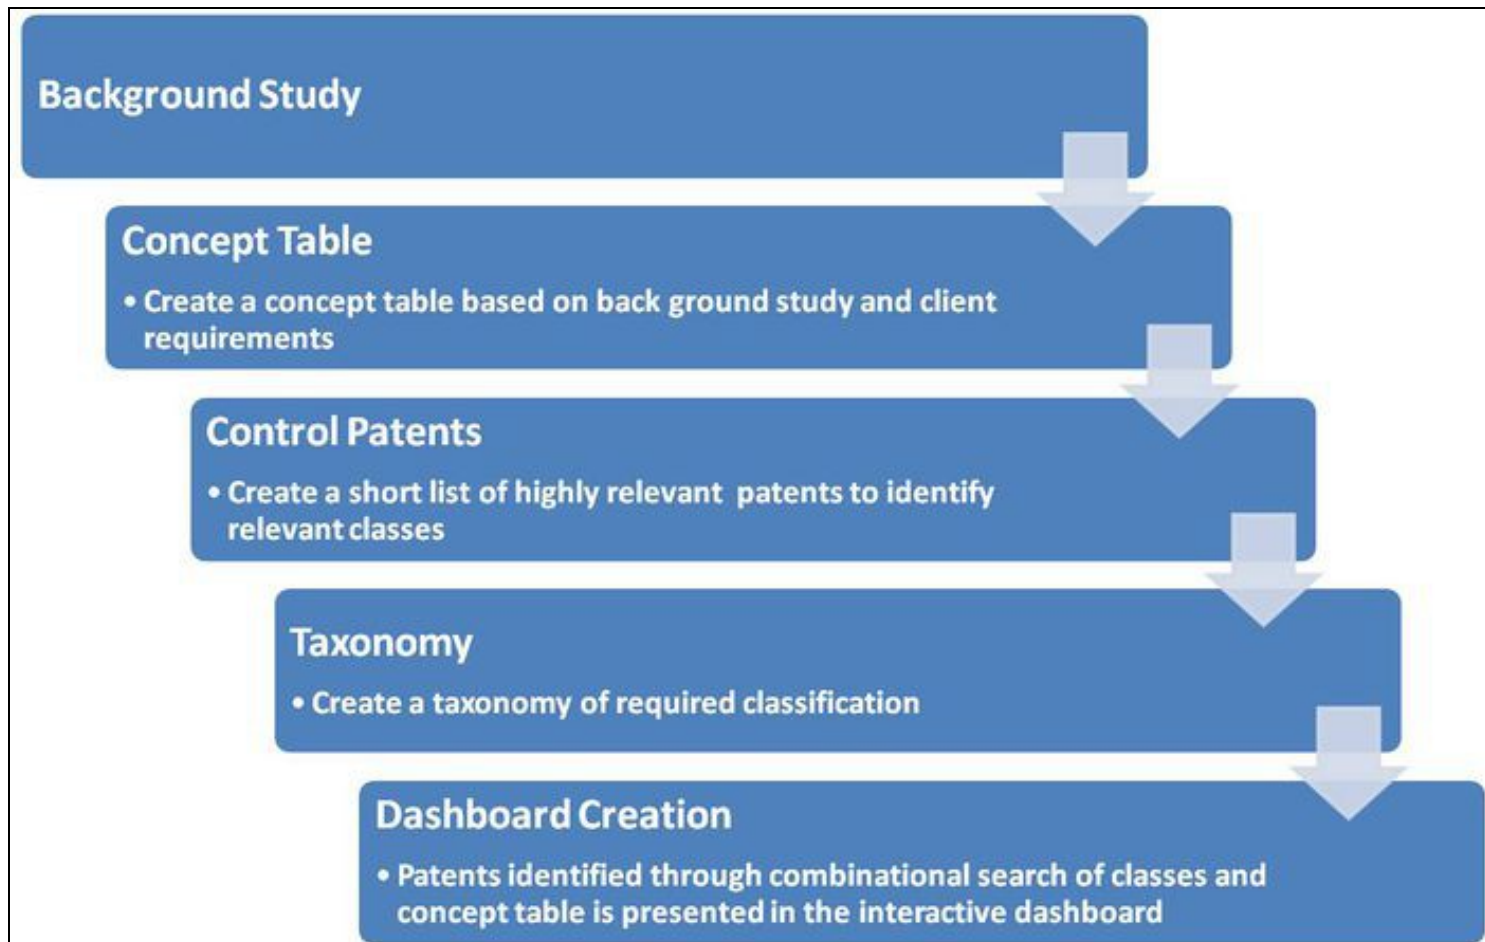 Background Study
Concept Table
• Create a concept table based on back ground study and client
requirements
Control Patents
• Create a short list of highly relevant patents to identify
relevant classes
Taxonomy
• Create a taxonomy of required classification
Dashboard Creation
• Patents identified through combinational search of classes and
concept table is presented in the interactive dashboard